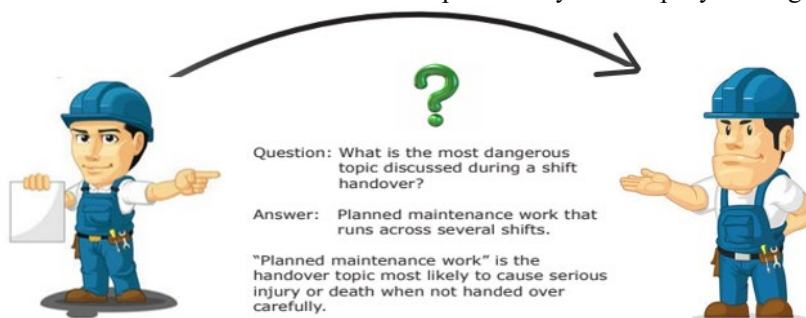 ?
Question: What is the most dangerous
topic discussed during a shift
handover?
Answer: Planned maintenance work that
runs across several shifts.
"Planned maintenance work" is the
handover topic most likely to cause serious
injury or death when not handed over
carefully.